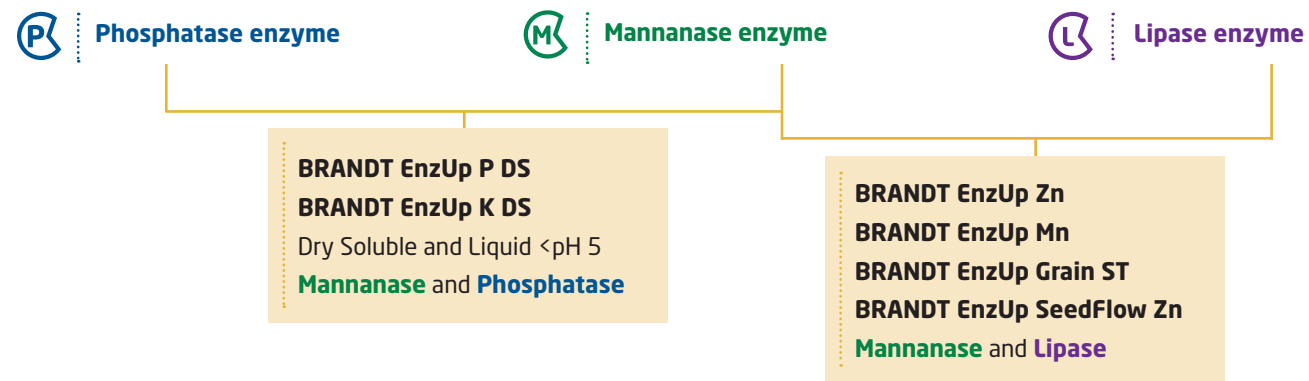 P Phosphatase enzyme
M Mannanase enzyme
L Lipase enzyme
BRANDT EnzUp P DS
BRANDT EnzUp K DS
Dry Soluble and Liquid <pH 5
Mannanase and Phosphatase
BRANDT EnzUp Zn
BRANDT EnzUp Mn
BRANDT EnzUp Grain ST
BRANDT EnzUp SeedFlow Zn
Mannanase and Lipase